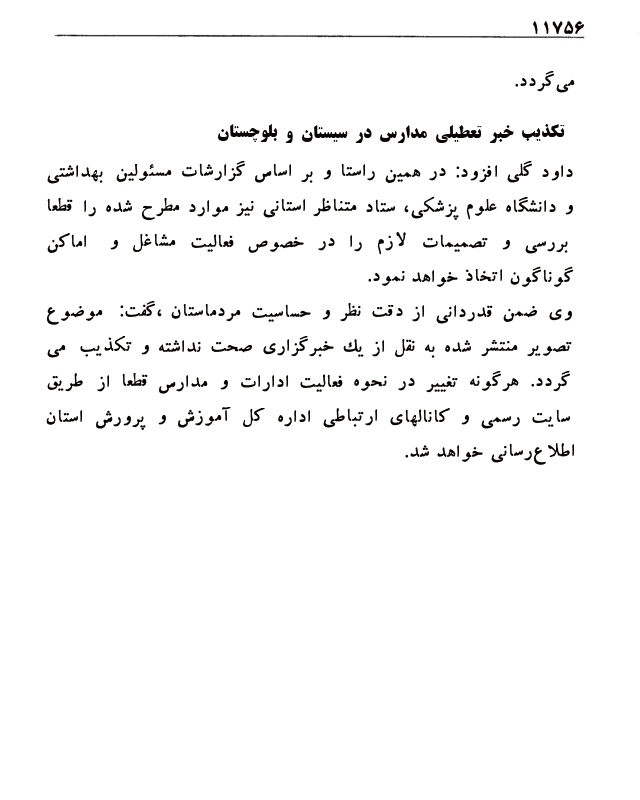 ۱۱۷۵۶
می‌گردد.
تکذیب خبر تعطیلی مدارس در سیستان و بلوچستان
داود گلی افزود: در همین راستا و بر اساس گزارشات مسئولین بهداشتی
و دانشگاه علوم پزشکی، ستاد متناظر استانی نیز موارد مطرح شده را قطعا
بررسی و تصمیمات لازم را در خصوص فعالیت مشاغل و اماکن
گوناگون اتخاذ خواهد نمود.
وی ضمن قدردانی از دقت نظر و حساسیت مردماستان ،گفت: موضوع
تصویر منتشر شده به نقل از یك خبرگزاری صحت نداشته و تکذیب می
گردد. هرگونه تغییر در نحوه فعالیت ادارات و مدارس قطعا از طریق
سایت رسمی و کانالهای ارتباطی اداره کل آموزش و پرورش استان
اطلاع‌رسانی خواهد شد.